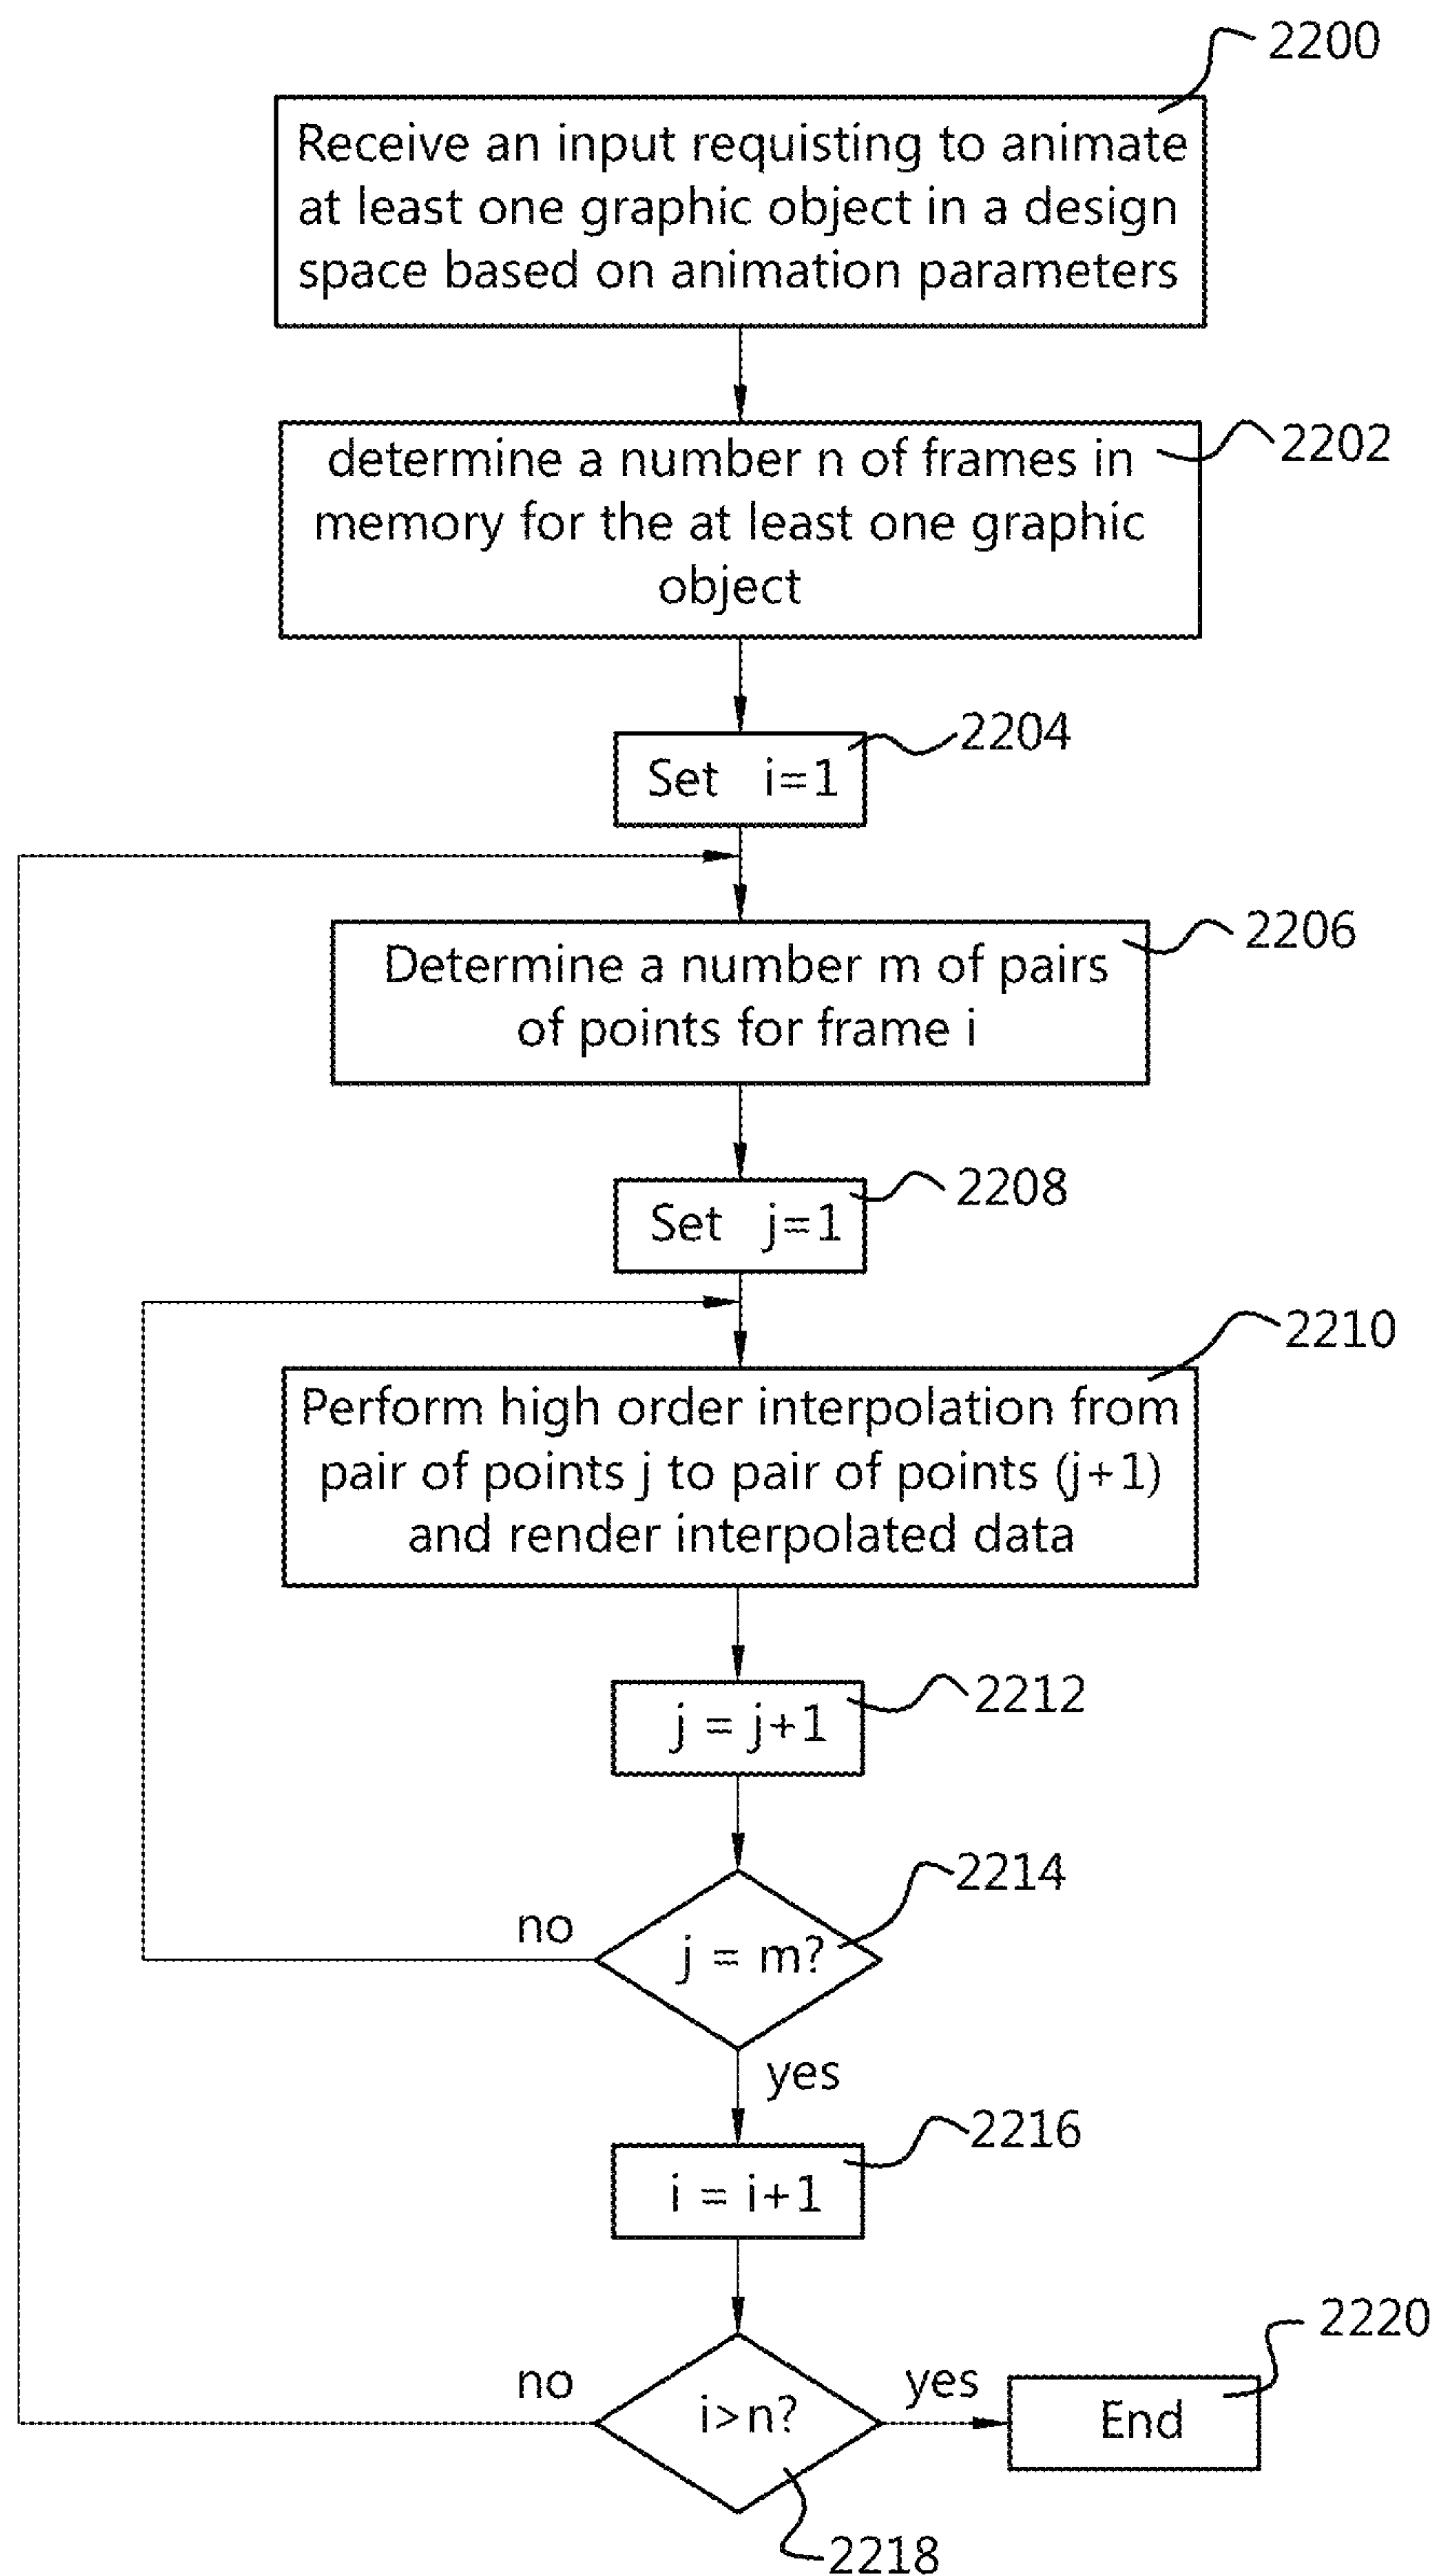 2200
Receive an input requisting to animate
at least one graphic object in a design
space based on animation parameters
2202
determine a number n of frames in
memory for the at least one graphic
object
2204
Set i=1
2206
Determine a number m of pairs
of points for frame i
2208
Set j=1
2210
Perform high order interpolation from
pair of points j to pair of points (j+1)
and render interpolated data
2212
j = j+1
2214
no
j = m?
yes
2216
i = i+1
2220
no
i>n?
yes
End
2218